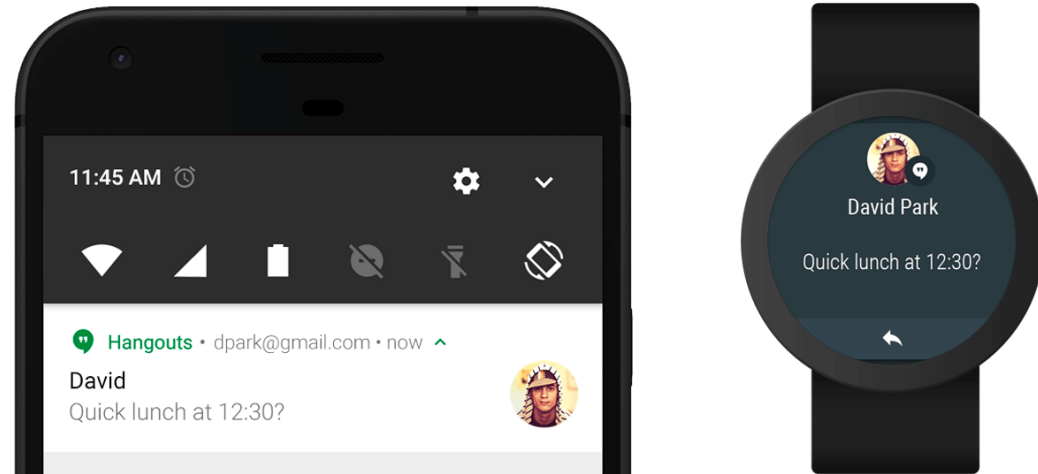 11:45 AM
Hangouts • dpark@gmail.com • now
David
Quick lunch at 12:30?
David Park
Quick lunch at 12:30?